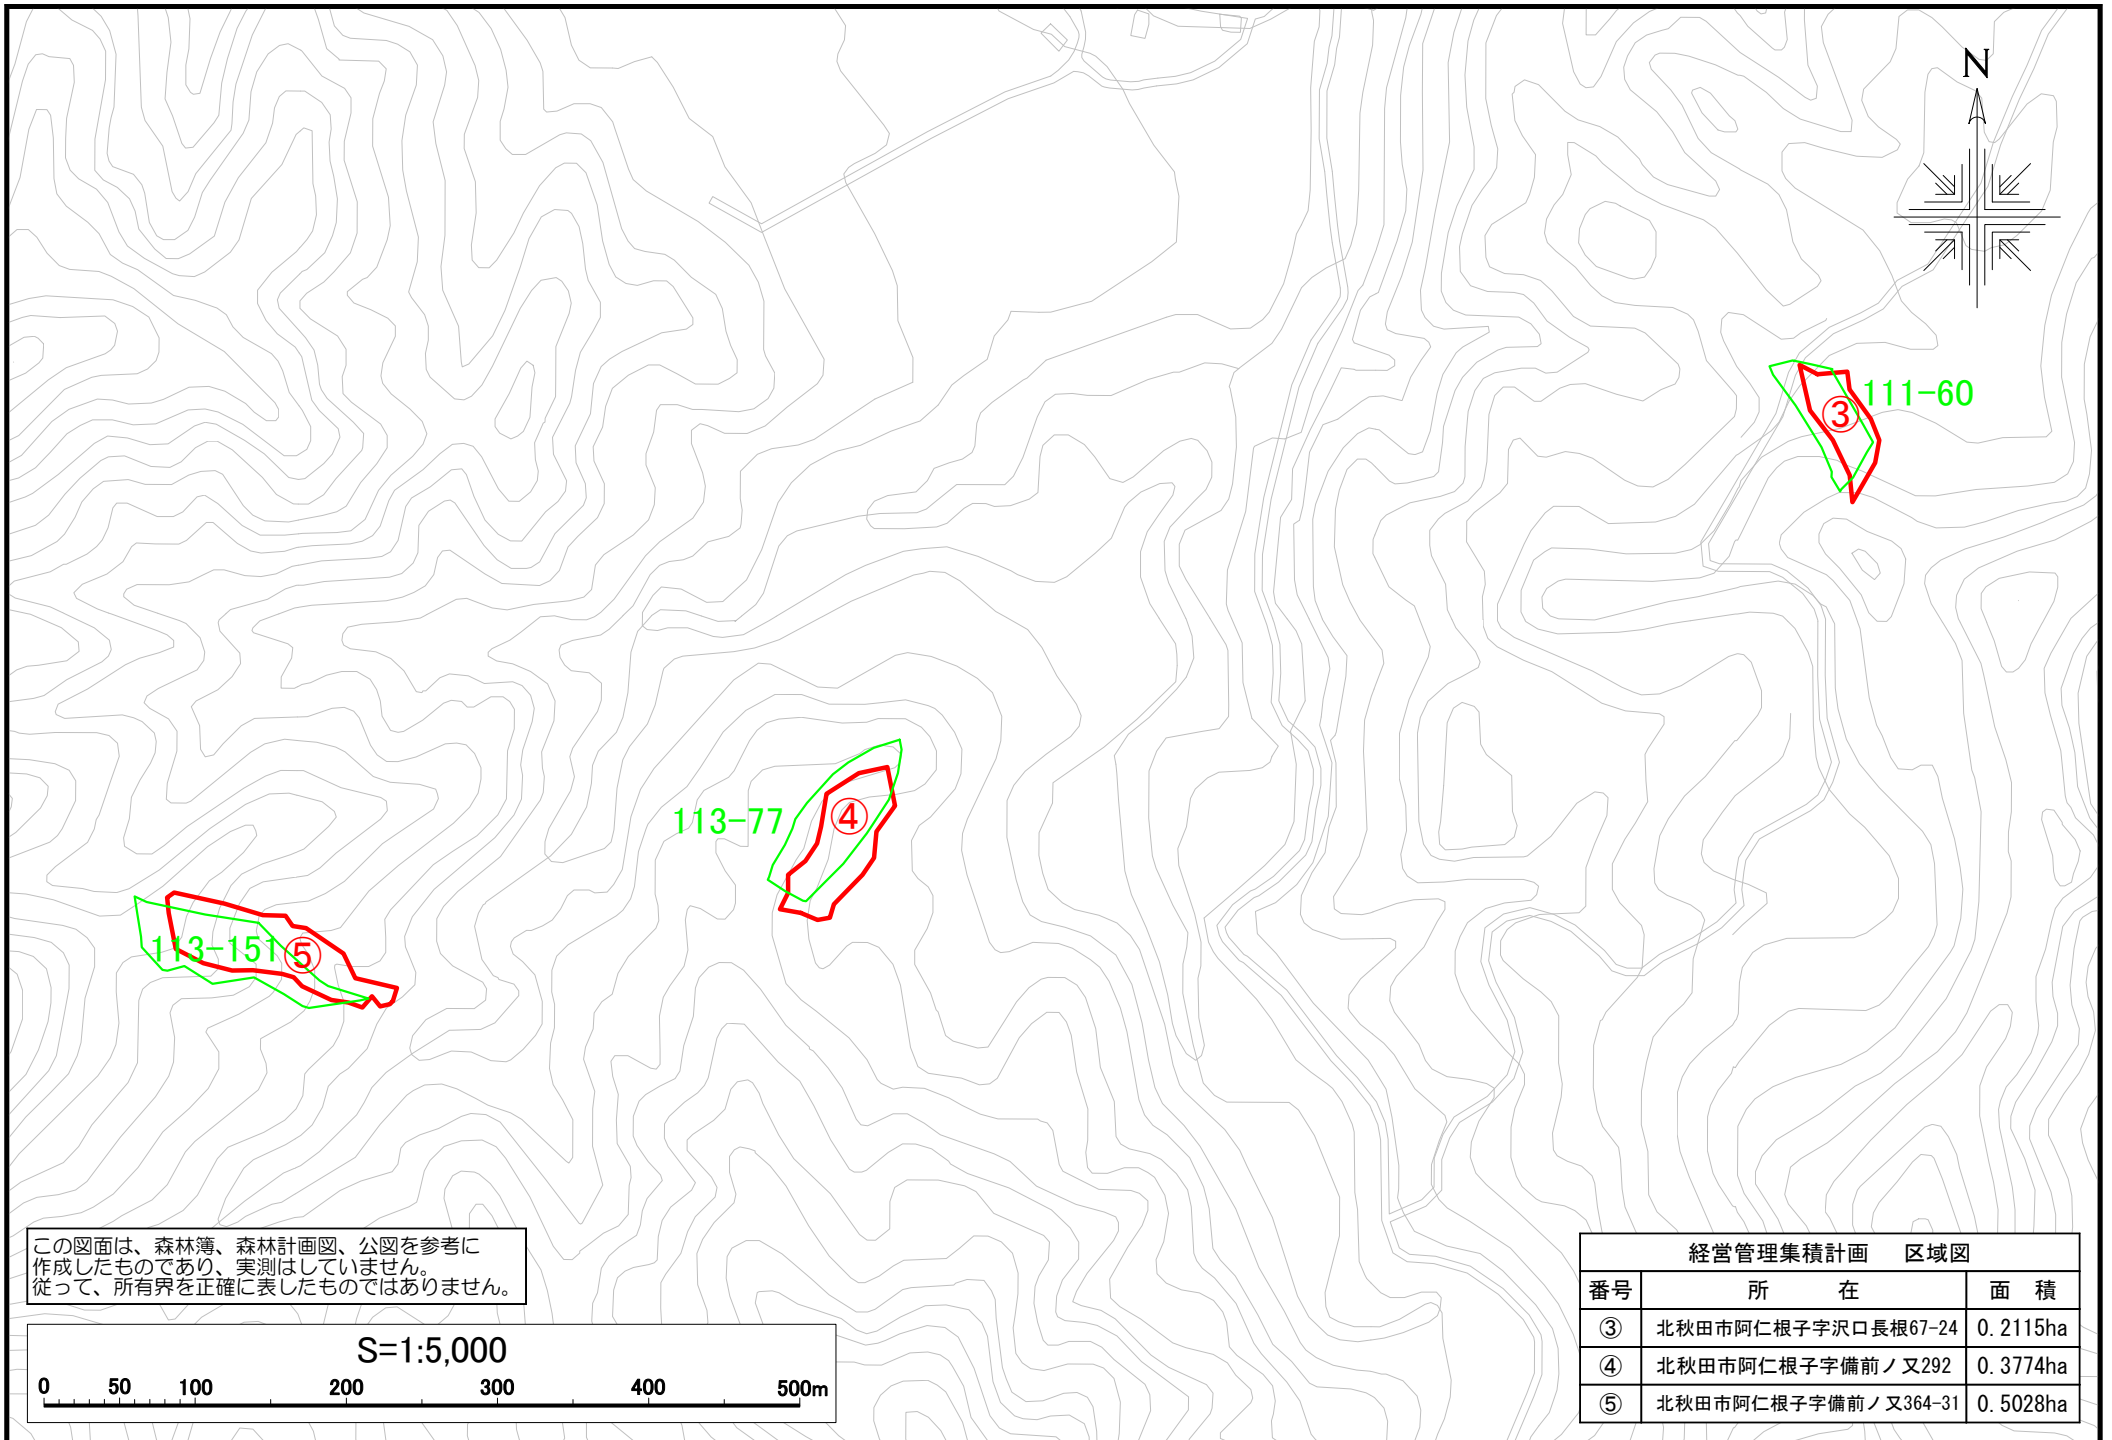 N
111-60
③
113-77
④
113-151
⑤
この図面は、森林簿、森林計画図、公図を参考に
作成したものであり、実測はしていません。
従って、所有界を正確に表したものではありません。
S=1:5,000
0 50 100 200 300 400 500m
経営管理集積計画 区域図
番号 所 在 面 積
③ 北秋田市阿仁根子字沢口長根67-24 0.2115ha
④ 北秋田市阿仁根子字備前ノ又292 0.3774ha
⑤ 北秋田市阿仁根子字備前ノ又364-31 0.5028ha